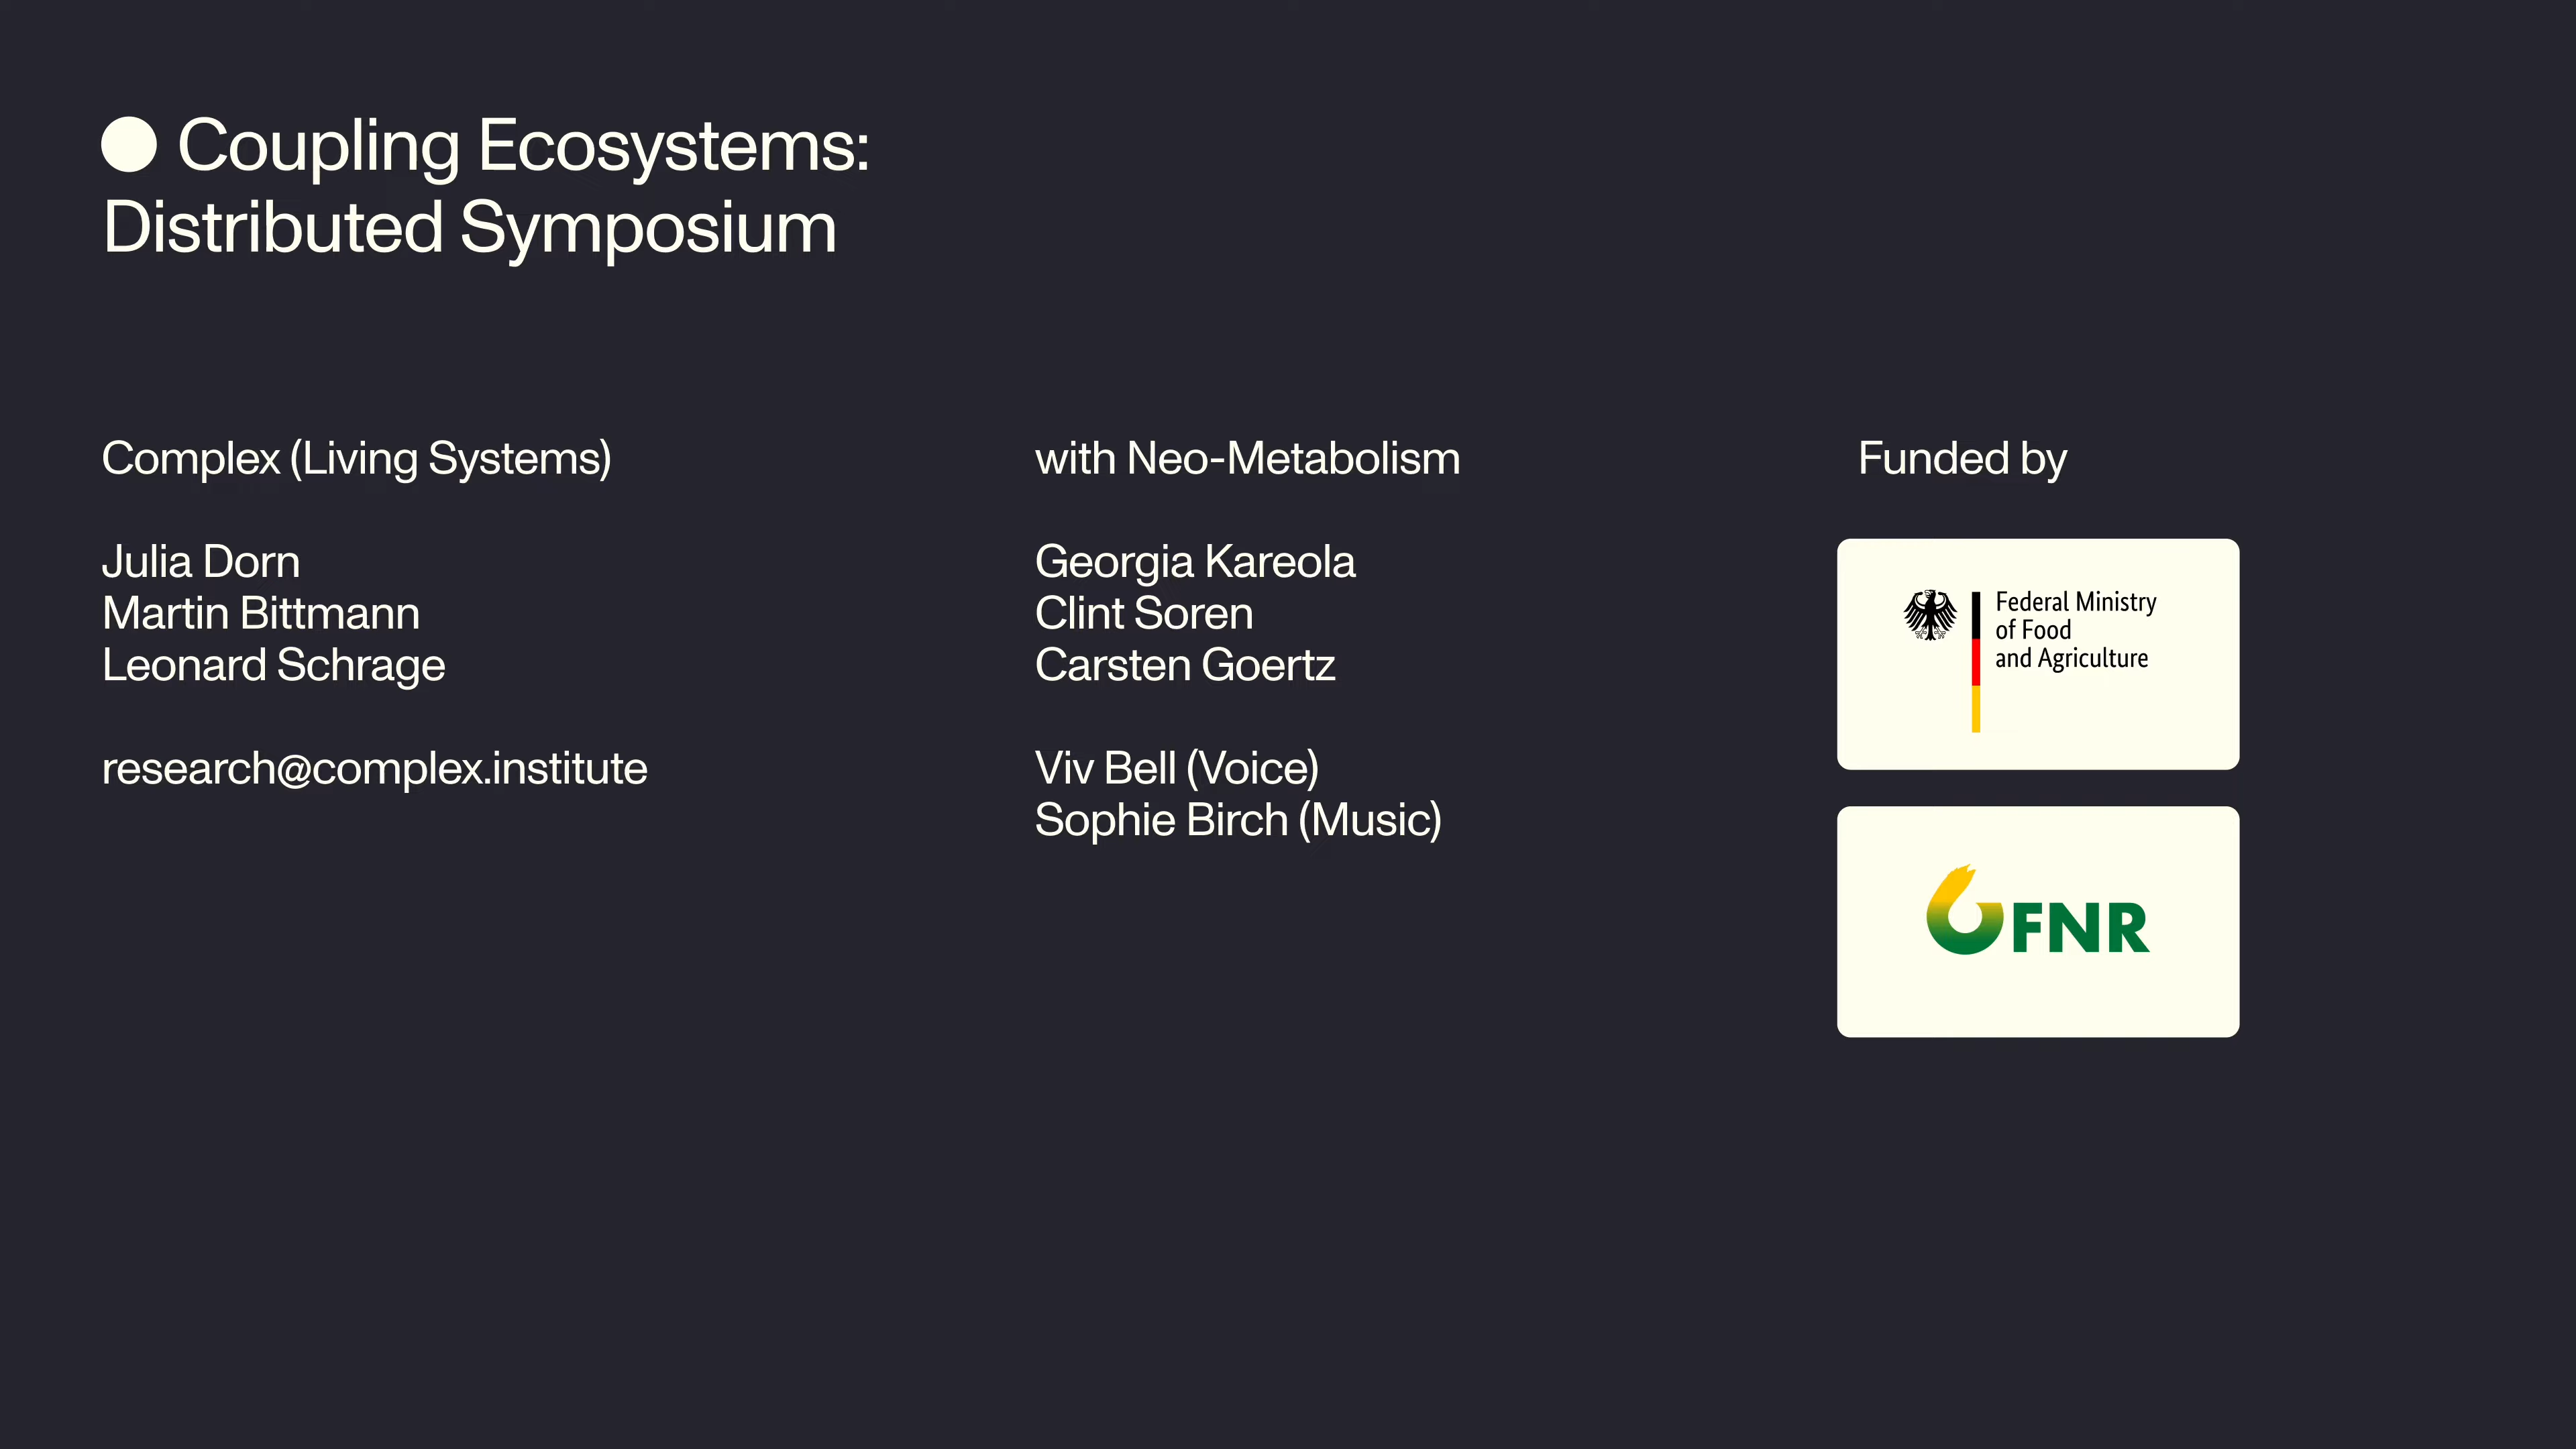 Coupling Ecosystems:
Distributed Symposium
Complex (Living Systems)
Julia Dorn
Martin Bittmann
Leonard Schrage
research@complex.institute
with Neo-Metabolism
Georgia Kareola
Clint Soren
Carsten Goertz
Viv Bell (Voice)
Sophie Birch (Music)
Funded by
Federal Ministry
of Food
and Agriculture
FNR